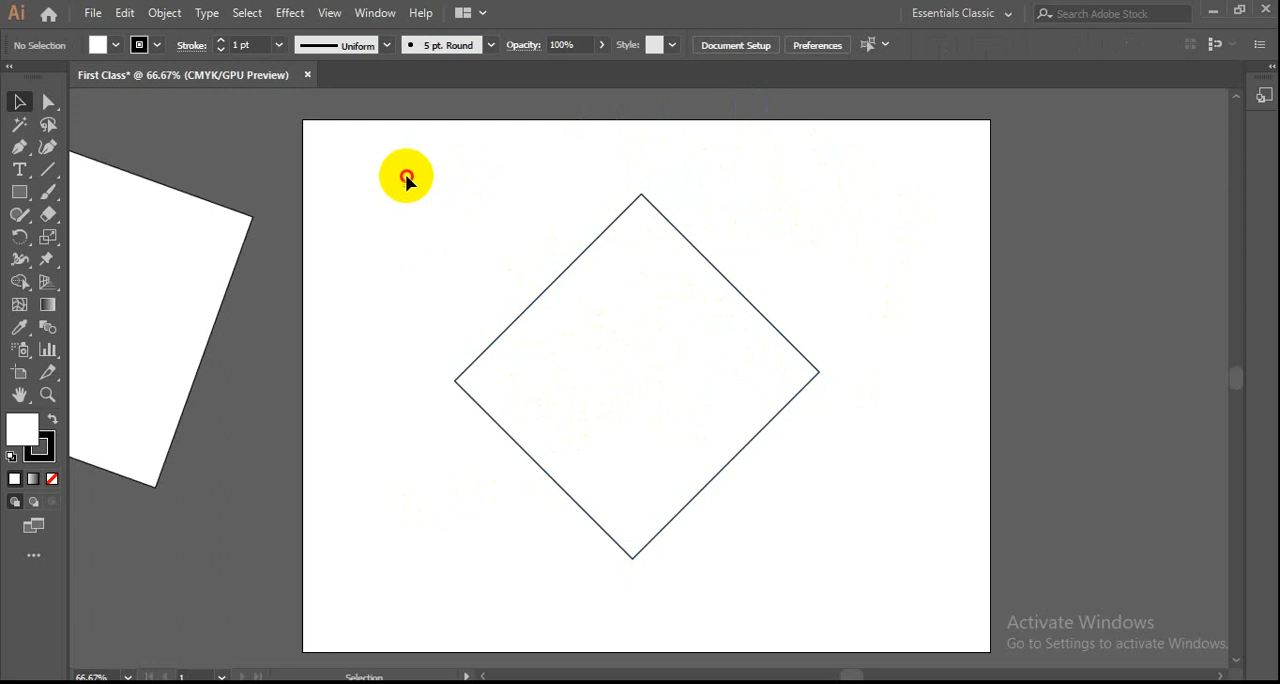 Ai File Edit Object Type Select Effect View Window Help Essentials Classic Search Adobe Stock
No Selection Stroke: 1 pt Uniform 5 pt. Round Opacity: 100% Style: Document Setup Preferences
First Class* @ 66.67% (CMYK/GPU Preview)
Activate Windows
Go to Settings to activate Windows.
66.67% 1 Selection